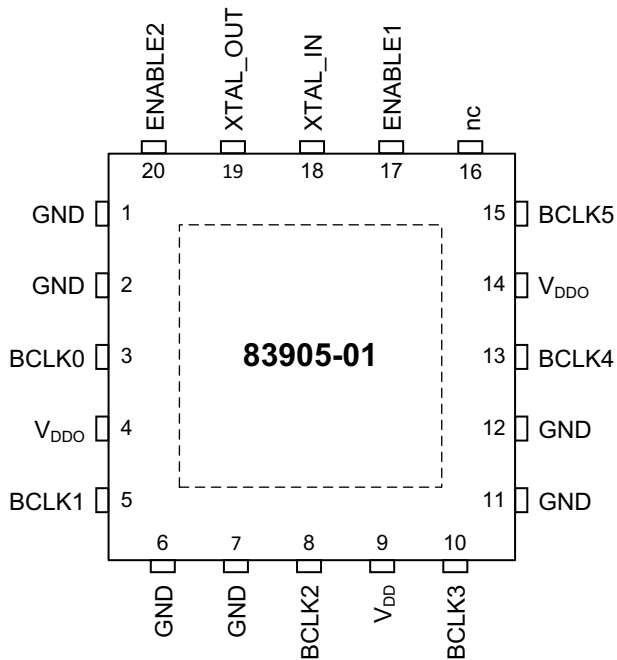 ENABLE2
XTAL_OUT
XTAL_IN
ENABLE1
nc
20
19
18
17
16
GND 1
15 BCLK5
GND 2
14 VDDO
BCLK0 3
83905-01
13 BCLK4
VDDO 4
12 GND
BCLK1 5
11 GND
6
7
8
9
10
GND
GND
BCLK2
VDD
BCLK3